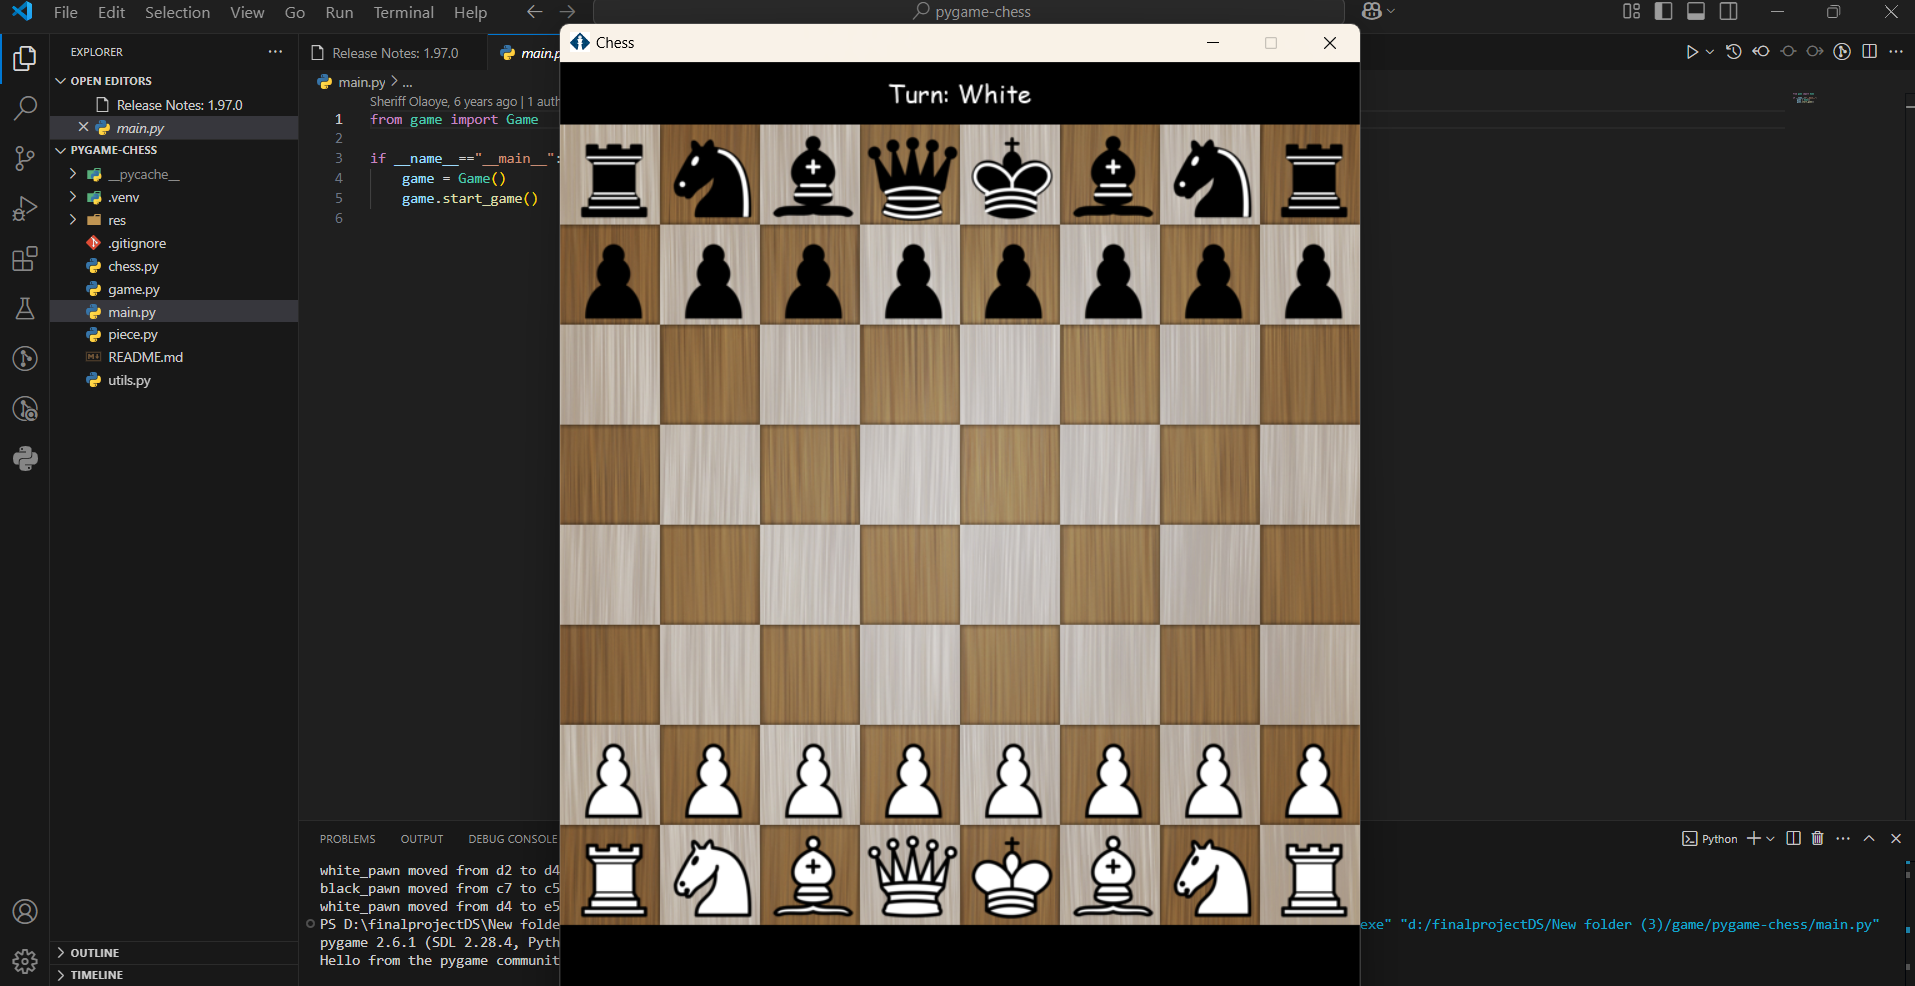 File Edit Selection View Go Run Terminal Help
pygame-chess
EXPLORER
OPEN EDITORS
Release Notes: 1.97.0
main.py
PYGAME-CHESS
__pycache__
.venv
res
.gitignore
chess.py
game.py
main.py
piece.py
README.md
utils.py
OUTLINE
TIMELINE
Release Notes: 1.97.0
main.p
main.py > ...
Sheriff Olaoye, 6 years ago | 1 auth
1 from game import Game
2
3 if __name__=="__main__":
4 game = Game()
5 game.start_game()
6
Chess
Turn: White
PROBLEMS OUTPUT DEBUG CONSOLE
Python
white_pawn moved from d2 to d4
black_pawn moved from c7 to c5
white_pawn moved from d4 to e5
PS D:\finalprojectDS\New folde
exe" "d:/finalprojectDS/New folder (3)/game/pygame-chess/main.py"
pygame 2.6.1 (SDL 2.28.4, Pyth
Hello from the pygame communit